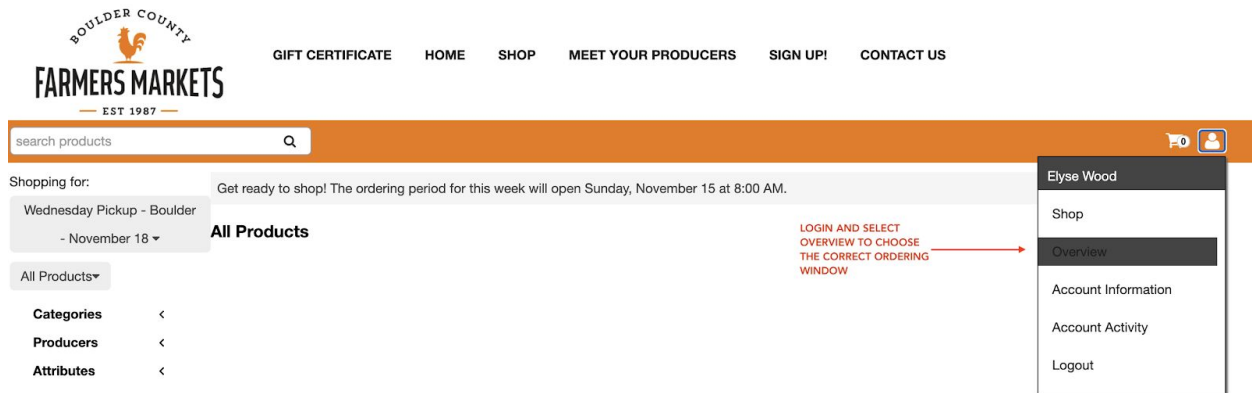 BOULDER COUNTY
FARMERS MARKETS
EST 1987
GIFT CERTIFICATE HOME SHOP MEET YOUR PRODUCERS SIGN UP! CONTACT US
search products
0
Shopping for:
Wednesday Pickup - Boulder
- November 18
All Products
Categories
Producers
Attributes
Get ready to shop! The ordering period for this week will open Sunday, November 15 at 8:00 AM.
All Products
LOGIN AND SELECT
OVERVIEW TO CHOOSE
THE CORRECT ORDERING
WINDOW
Elyse Wood
Shop
Overview
Account Information
Account Activity
Logout